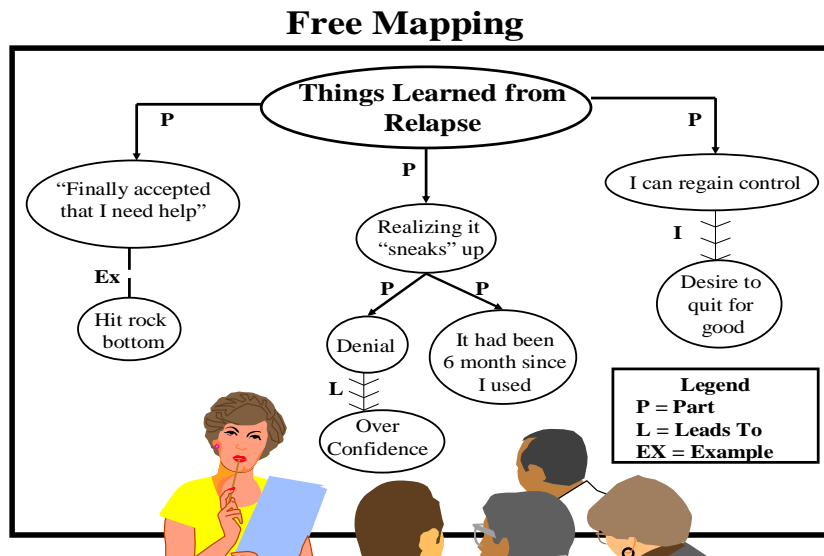 Free Mapping
Things Learned from
Relapse
P
P
P
“Finally accepted
that I need help”
Ex
Hit rock
bottom
Realizing it
“sneaks” up
P
P
Denial
L
Over
Confidence
It had been
6 month since
I used
I can regain control
I
Desire to
quit for
good
Legend
P = Part
L = Leads To
EX = Example